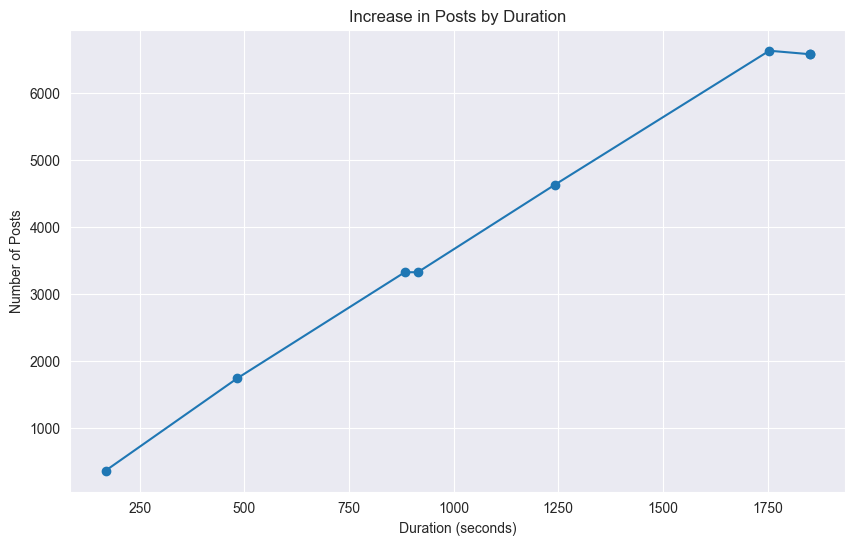 Increase in Posts by Duration
Number of Posts
6000
5000
4000
3000
2000
1000
250 500 750 1000 1250 1500 1750
Duration (seconds)